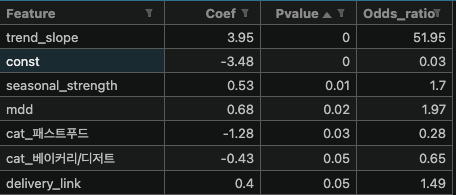 Feature Coef Pvalue Odds_ratio
trend_slope 3.95 0 51.95
const -3.48 0 0.03
seasonal_strength 0.53 0.01 1.7
mdd 0.68 0.02 1.97
cat_패스트푸드 -1.28 0.03 0.28
cat_베이커리/디저트 -0.43 0.05 0.65
delivery_link 0.4 0.05 1.49